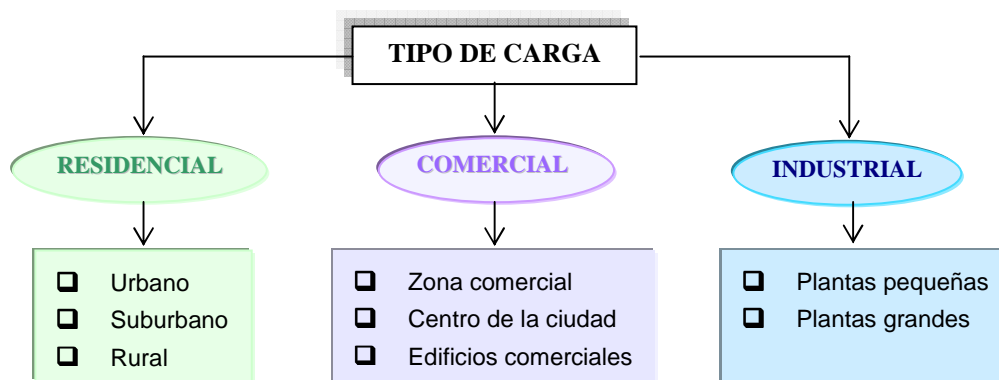 TIPO DE CARGA
RESIDENCIAL
COMERCIAL
INDUSTRIAL
Urbano
Suburbano
Rural
Zona comercial
Centro de la ciudad
Edificios comerciales
Plantas pequeñas
Plantas grandes